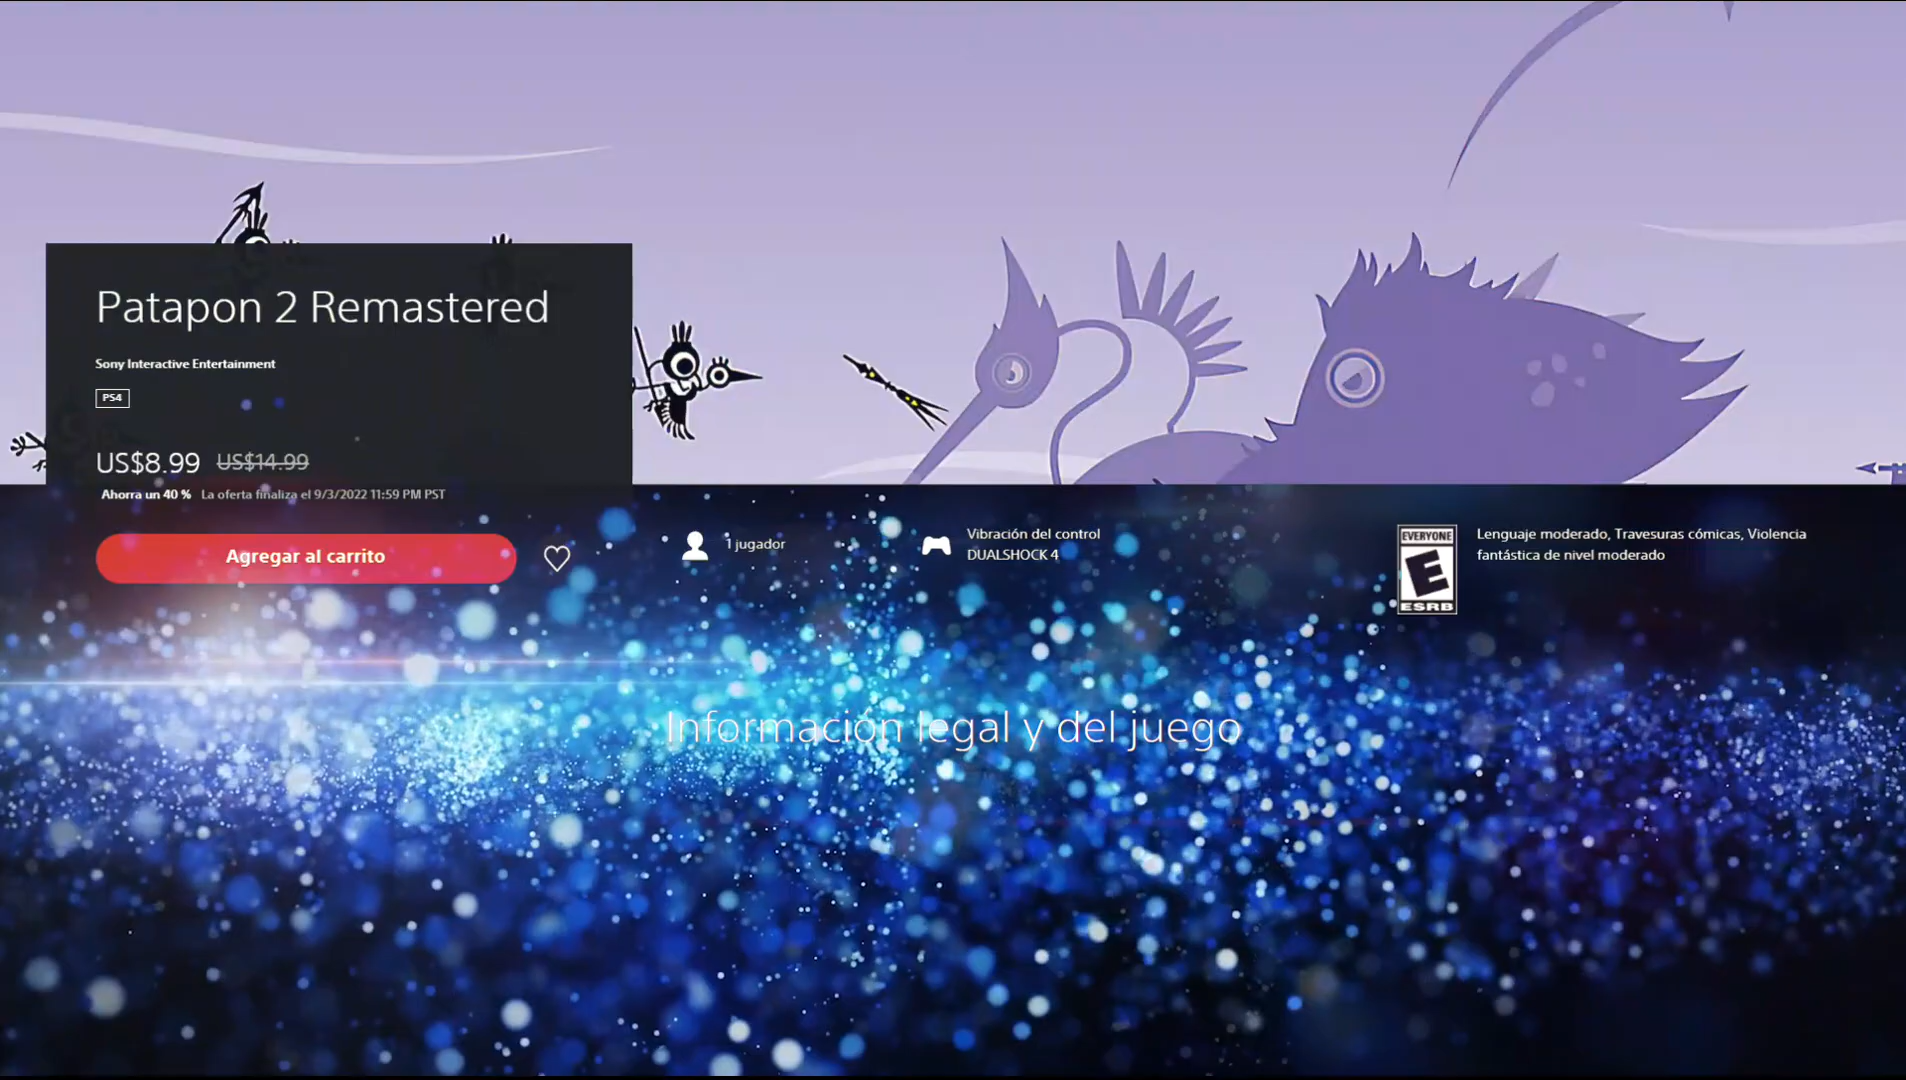 Patapon 2 Remastered
Sony Interactive Entertainment
PS4
US$8.99 US$14.99
Ahorra un 40 % La oferta finaliza el 9/3/2022 11:59 PM PST
Agregar al carrito
1 jugador
Vibración del control
DUALSHOCK 4
EVERYONE
E
ESRB
Lenguaje moderado, Travesuras cómicas, Violencia
fantástica de nivel moderado
Información legal y del juego